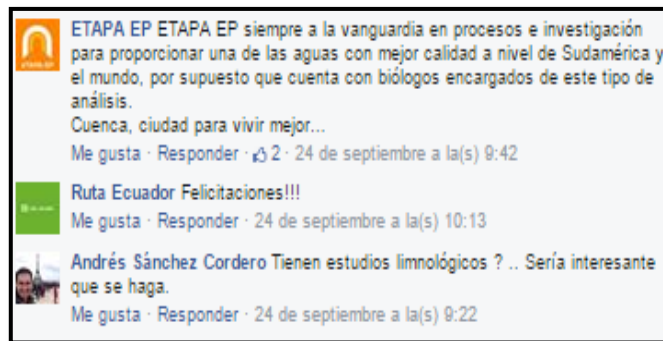 ETAPA EP ETAPA EP siempre a la vanguardia en procesos e investigación
para proporcionar una de las aguas con mejor calidad a nivel de Sudamérica y
el mundo, por supuesto que cuenta con biólogos encargados de este tipo de
análisis.
Cuenca, ciudad para vivir mejor...
Me gusta · Responder · 2 · 24 de septiembre a la(s) 9:42
Ruta Ecuador Felicitaciones!!!
Me gusta · Responder · 24 de septiembre a la(s) 10:13
Andrés Sánchez Cordero Tienen estudios limnológicos ? .. Sería interesante
que se haga.
Me gusta · Responder · 24 de septiembre a la(s) 9:22